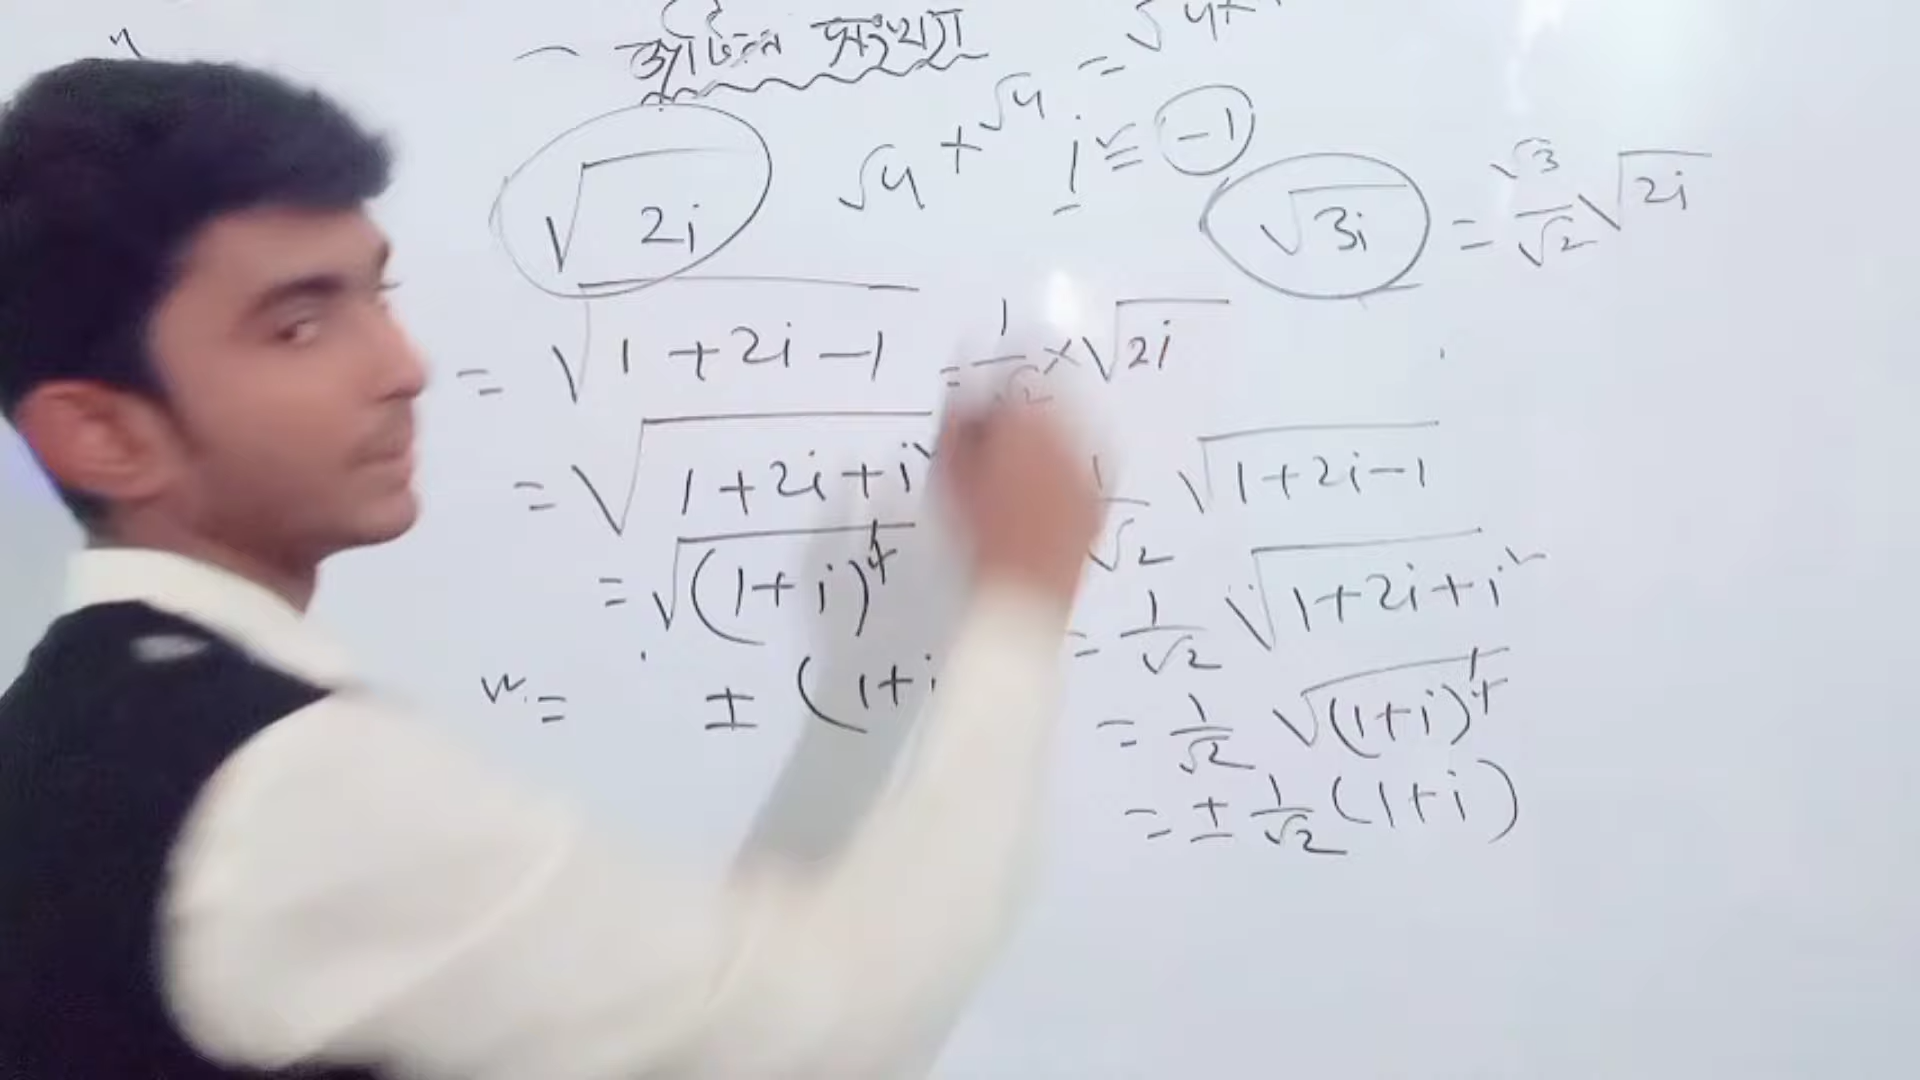 জটিল সংখ্যা
√4 × √4
i² = -1
√2i
= √1+2i-1
= √1+2i+i²
= √(1+i)²
= ± (1+i
√3i = √3/√2 √2i
= 1/√2 × √2i
1/√2 √1+2i-1
= 1/√2 √1+2i+i²
= 1/√2 √(1+i)²
= ± 1/√2 (1+i)